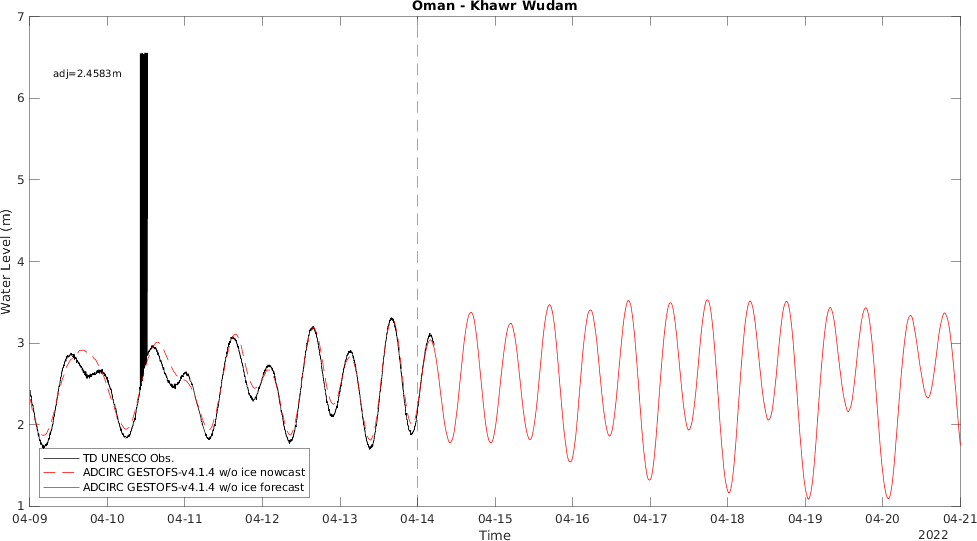 Oman - Khawr Wudam
7
adj=2.4583m
6
5
4
3
2
1
Water Level (m)
TD UNESCO Obs.
ADCIRC GESTOFS-v4.1.4 w/o ice nowcast
ADCIRC GESTOFS-v4.1.4 w/o ice forecast
04-09 04-10 04-11 04-12 04-13 04-14 04-15 04-16 04-17 04-18 04-19 04-20 04-21
Time
2022